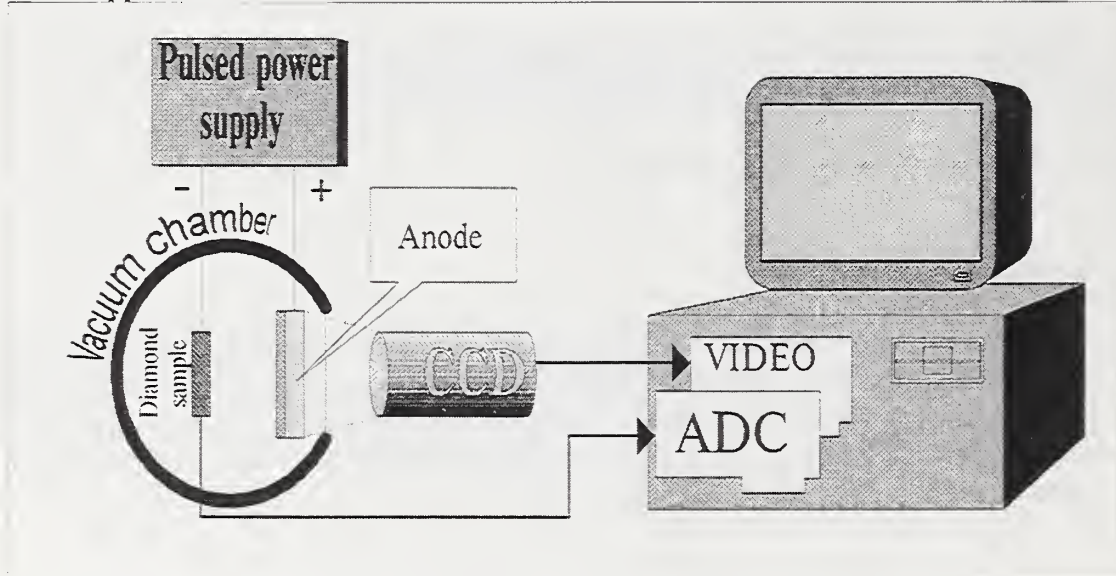 Pulsed power
supply
-
+
Vacuum chamber
Anode
Diamond
sample
CCD
VIDEO
ADC